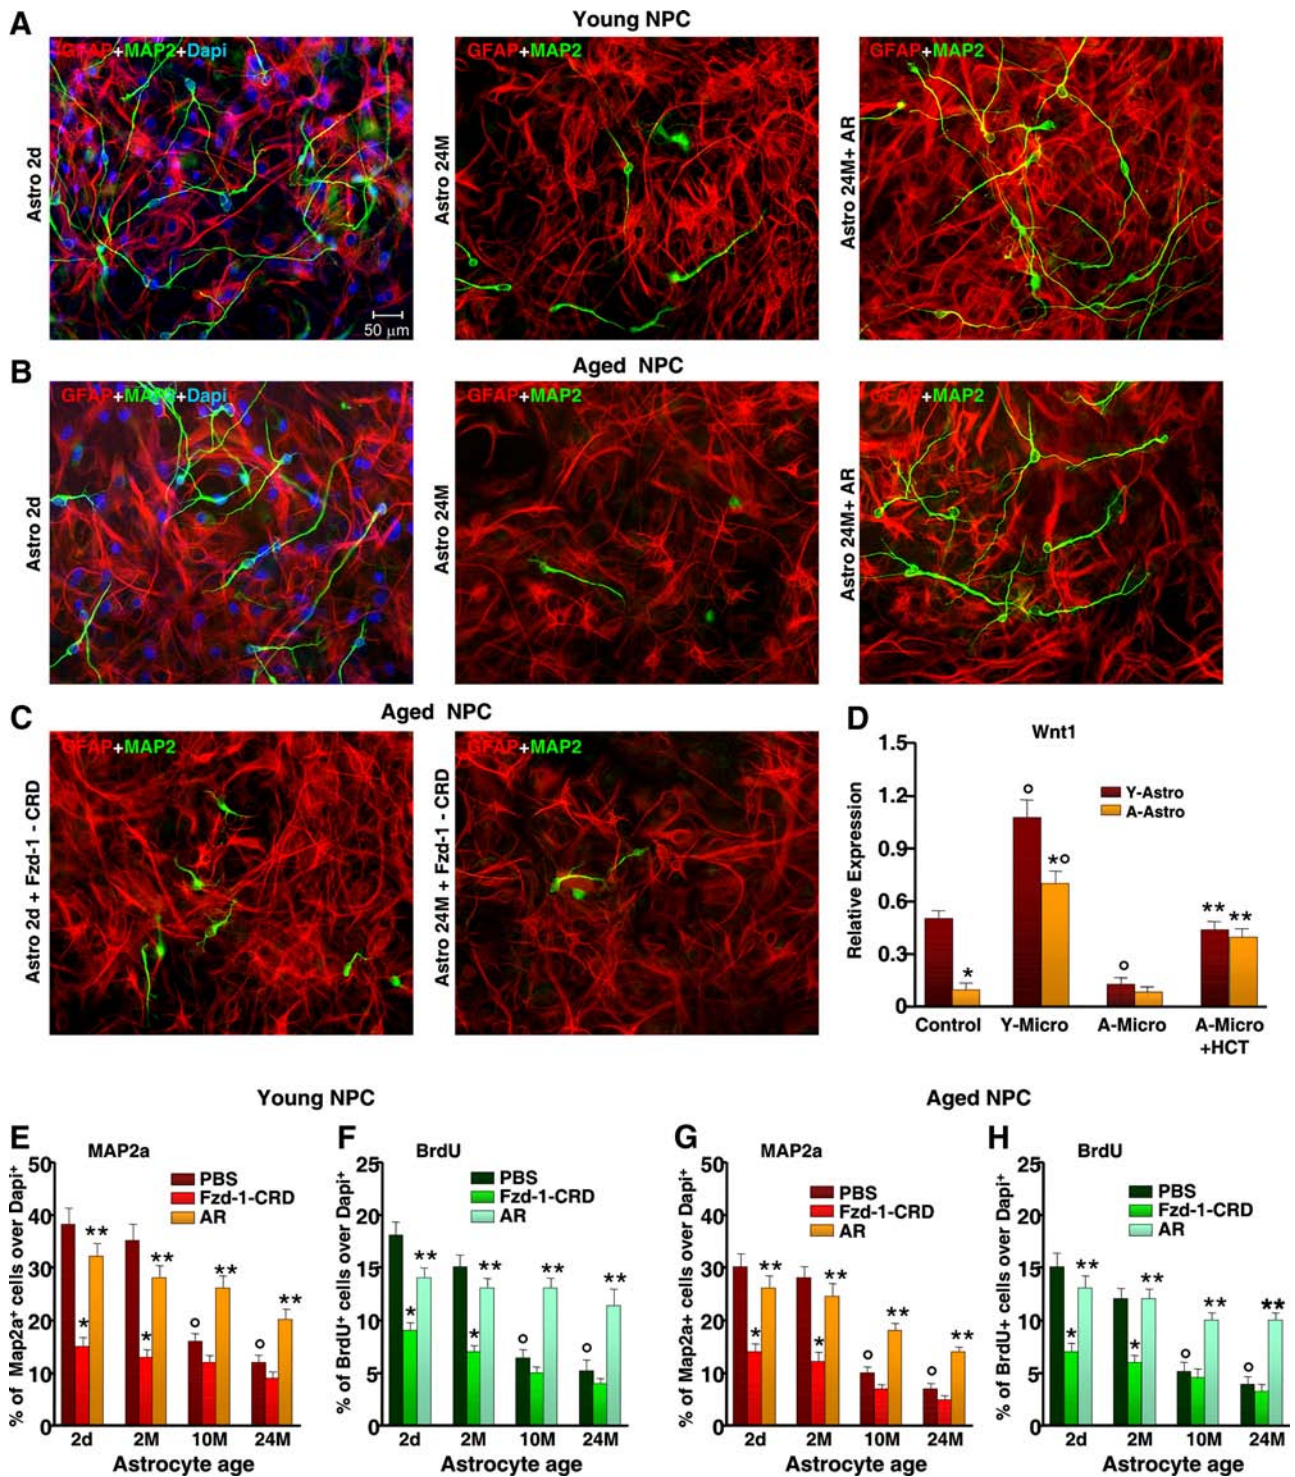 A
Young NPC
GFAP+MAP2+Dapi
GFAP+MAP2
GFAP+MAP2
Astro 2d
Astro 24M
Astro 24M+ AR
50 μm
B
Aged NPC
GFAP+MAP2+Dapi
GFAP+MAP2
GFAP+MAP2
Astro 2d
Astro 24M
Astro 24M+ AR
C
Aged NPC
GFAP+MAP2
GFAP+MAP2
Astro 2d + Fzd-1 - CRD
Astro 24M + Fzd-1 - CRD
D
Wnt1
Relative Expression
1.5
1.2
0.9
0.6
0.3
0
Y-Astro
A-Astro
*
*
**
**
Control
Y-Micro
A-Micro
A-Micro
+HCT
Young NPC
E
MAP2a
% of Map2a+ cells over Dapi+
50
40
30
20
10
0
PBS
Fzd-1-CRD
AR
**
**
**
**
*
*
2d
2M
10M
24M
Astrocyte age
F
BrdU
% of BrdU+ cells over Dapi+
25
20
15
10
5
0
PBS
Fzd-1-CRD
AR
**
**
**
**
*
*
2d
2M
10M
24M
Astrocyte age
Aged NPC
G
MAP2a
% of Map2a+ cells over Dapi+
50
40
30
20
10
0
PBS
Fzd-1-CRD
AR
**
**
**
**
*
*
2d
2M
10M
24M
Astrocyte age
H
BrdU
% of BrdU+ cells over Dapi+
25
20
15
10
5
0
PBS
Fzd-1-CRD
AR
**
**
**
**
*
*
2d
2M
10M
24M
Astrocyte age